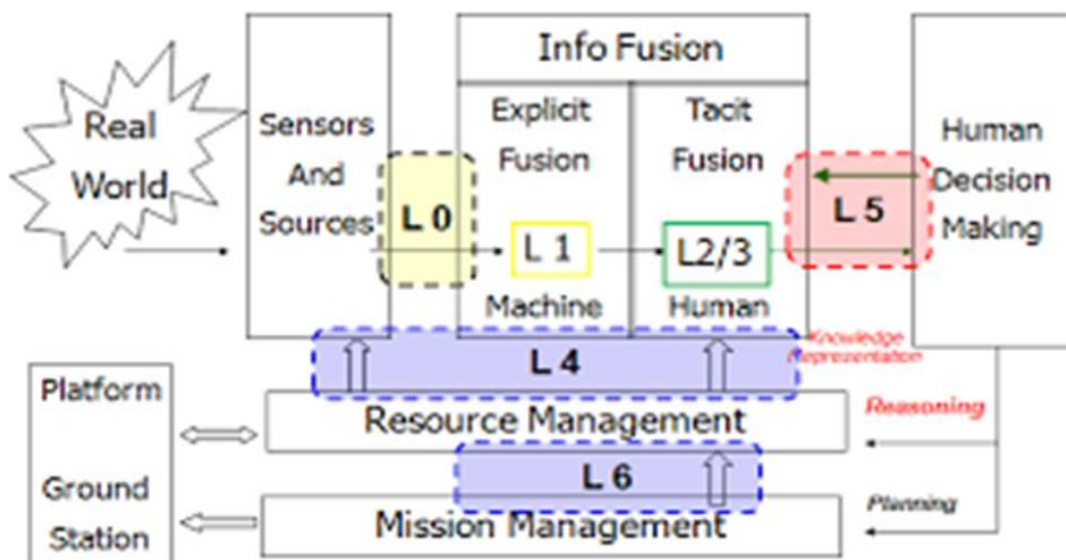 Real
World
Sensors
And
Sources
L 0
Info Fusion
Explicit
Fusion
L 1
Machine
Tacit
Fusion
L2/3
Human
L 5
Human
Decision
Making
L 4
Knowledge
Representation
Platform
Ground
Station
Resource Management
Reasoning
L 6
Planning
Mission Management